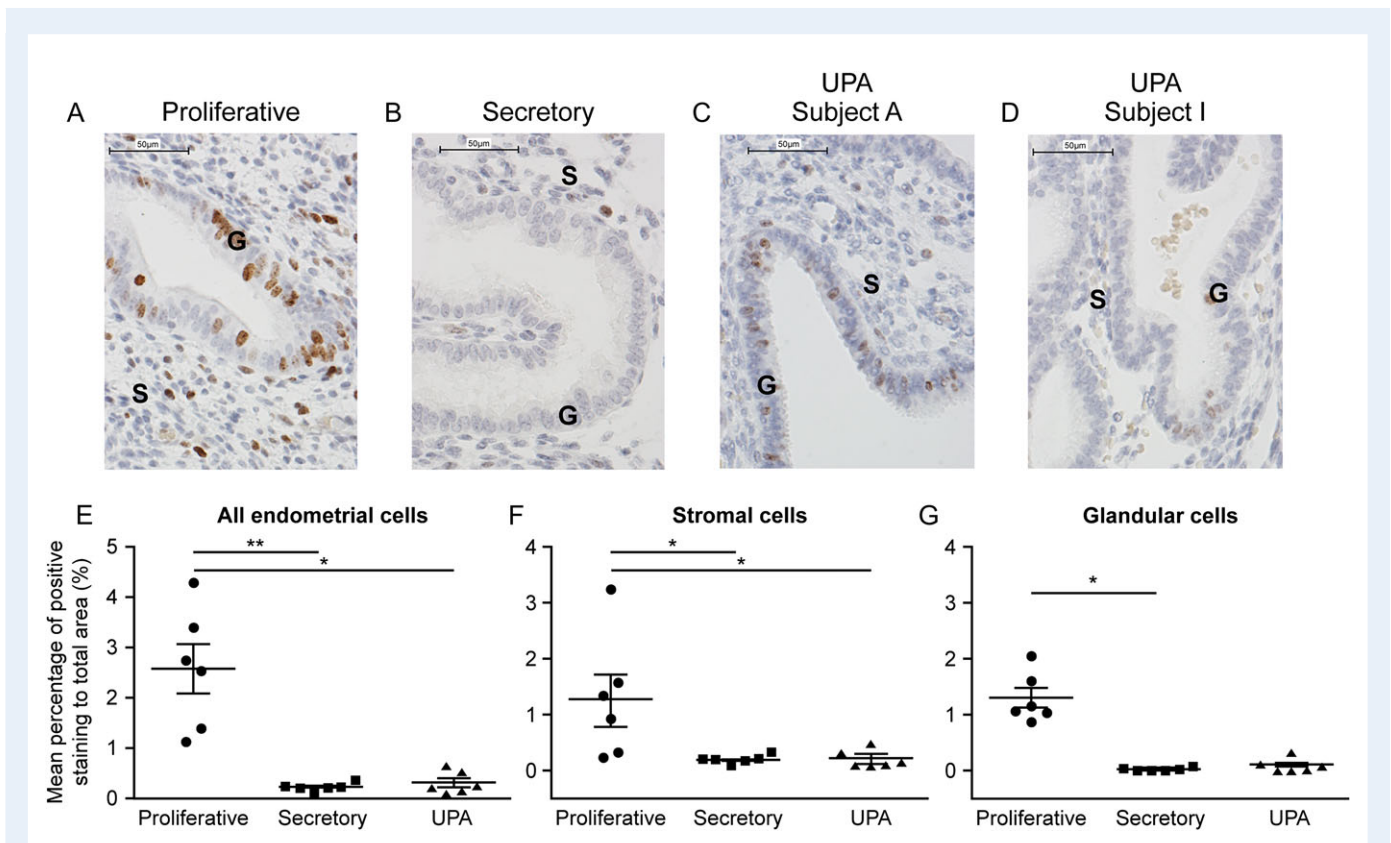 A
Proliferative
B
Secretory
C
UPA
Subject A
D
UPA
Subject I
50μm
50μm
50μm
50μm
G
S
S
G
S
G
S
G
E
All endometrial cells
F
Stromal cells
G
Glandular cells
Mean percentage of positive
staining to total area (%)
5
4
3
2
1
0
**
*
Proliferative
Secretory
UPA
4
3
2
1
0
*
*
Proliferative
Secretory
UPA
4
3
2
1
0
*
Proliferative
Secretory
UPA